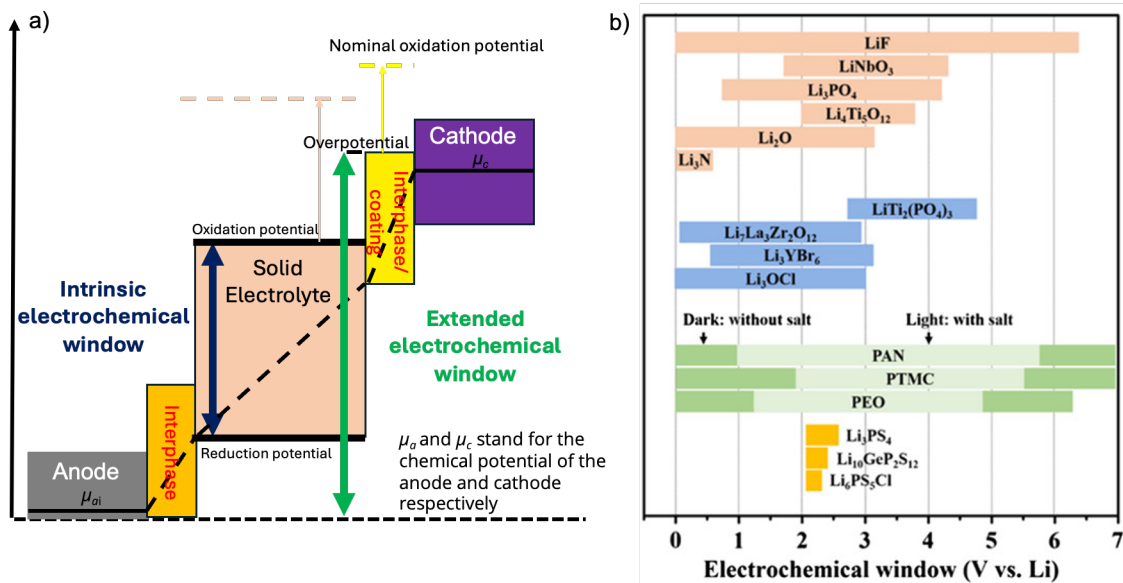 a)
Nominal oxidation potential
Overpotential
Cathode
μc
Interphase/
coating
Oxidation potential
Solid
Electrolyte
Intrinsic
electrochemical
window
Extended
electrochemical
window
Interphase
Reduction potential
Anode
μai
μa and μc stand for the
chemical potential of the
anode and cathode
respectively
b)
LiF
LiNbO₃
Li₃PO₄
Li₄Ti₅O₁₂
Li₂O
Li₃N
LiTi₂(PO₄)₃
Li₇La₃Zr₂O₁₂
Li₃YBr₆
Li₃OCl
Dark: without salt
Light: with salt
PAN
PTMC
PEO
Li₃PS₄
Li₁₀GeP₂S₁₂
Li₆PS₅Cl
0 1 2 3 4 5 6 7
Electrochemical window (V vs. Li)